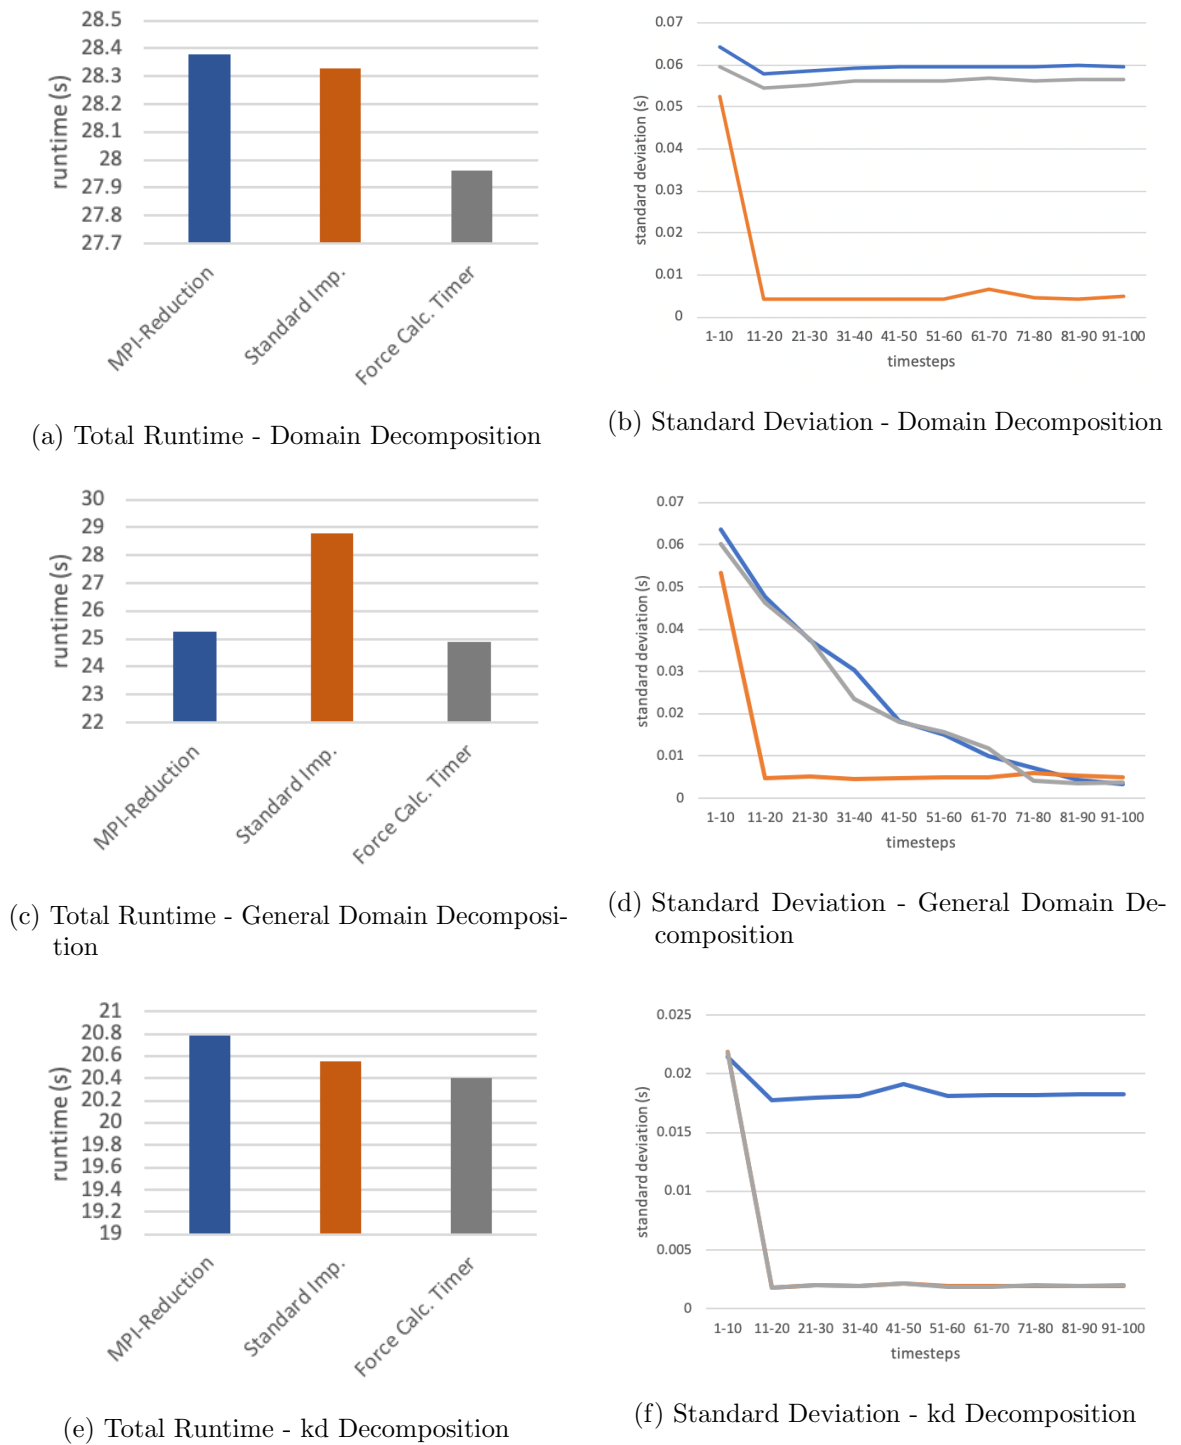 28.5
28.4
28.3
28.2
28.1
28
27.9
27.8
27.7
runtime (s)
MPI-Reduction
Standard Imp.
Force Calc. Timer
(a) Total Runtime - Domain Decomposition
0.07
0.06
0.05
0.04
0.03
0.02
0.01
0
standard deviation (s)
1-10 11-20 21-30 31-40 41-50 51-60 61-70 71-80 81-90 91-100
timesteps
(b) Standard Deviation - Domain Decomposition
30
29
28
27
26
25
24
23
22
runtime (s)
MPI-Reduction
Standard Imp.
Force Calc. Timer
(c) Total Runtime - General Domain Decomposi-
tion
0.07
0.06
0.05
0.04
0.03
0.02
0.01
0
standard deviation (s)
1-10 11-20 21-30 31-40 41-50 51-60 61-70 71-80 81-90 91-100
timesteps
(d) Standard Deviation - General Domain De-
composition
21
20.8
20.6
20.4
20.2
20
19.8
19.6
19.4
19.2
19
runtime (s)
MPI-Reduction
Standard Imp.
Force Calc. Timer
(e) Total Runtime - kd Decomposition
0.025
0.02
0.015
0.01
0.005
0
standard deviation (s)
1-10 11-20 21-30 31-40 41-50 51-60 61-70 71-80 81-90 91-100
timesteps
(f) Standard Deviation - kd Decomposition